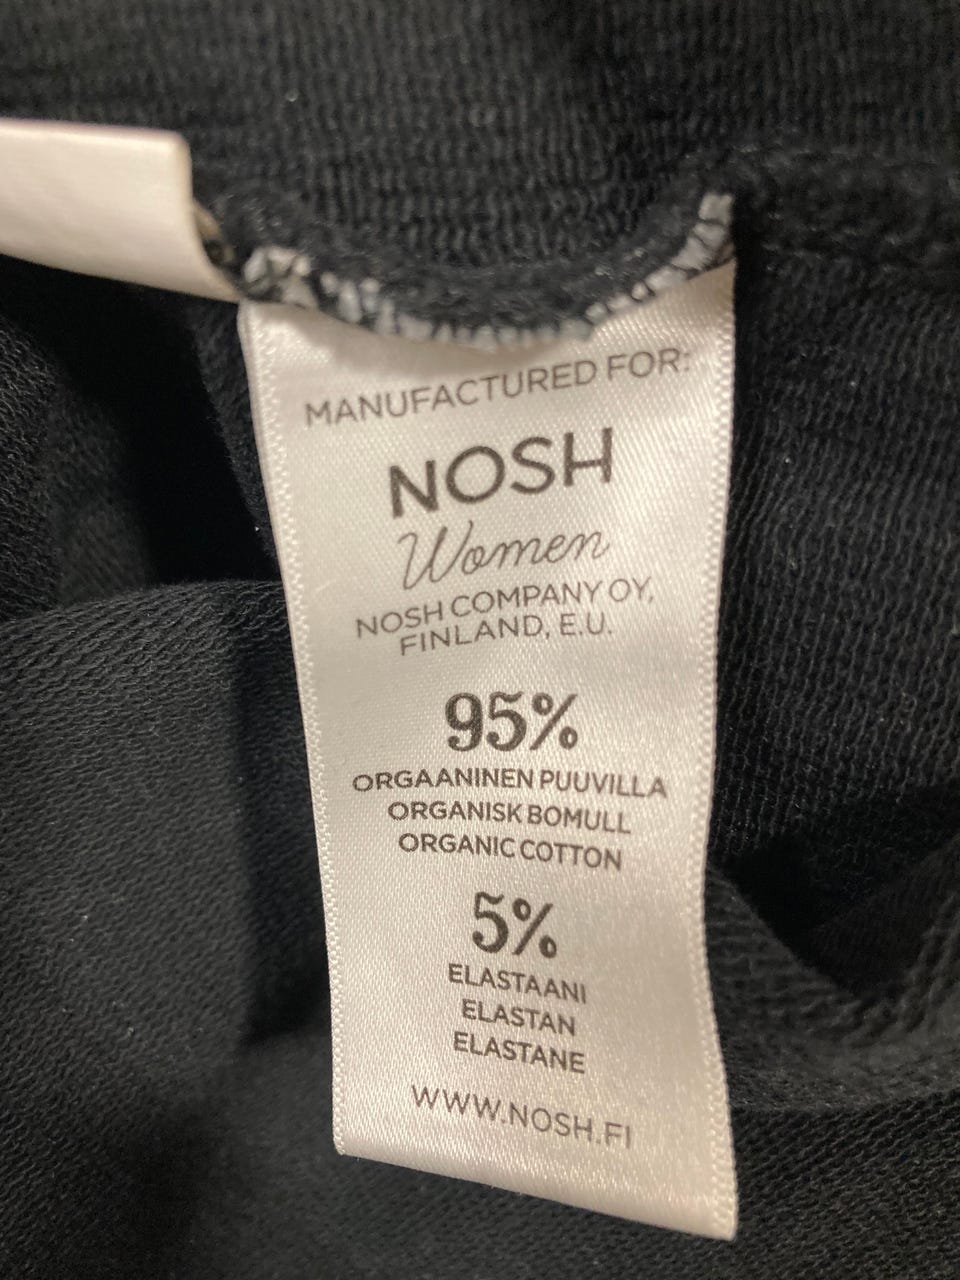 MANUFACTURED FOR:
NOSH
Women
NOSH COMPANY OY,
FINLAND, E.U.
95%
ORGAANINEN PUUVILLA
ORGANISK BOMULL
ORGANIC COTTON
5%
ELASTAANI
ELASTAN
ELASTANE
WWW.NOSH.FI